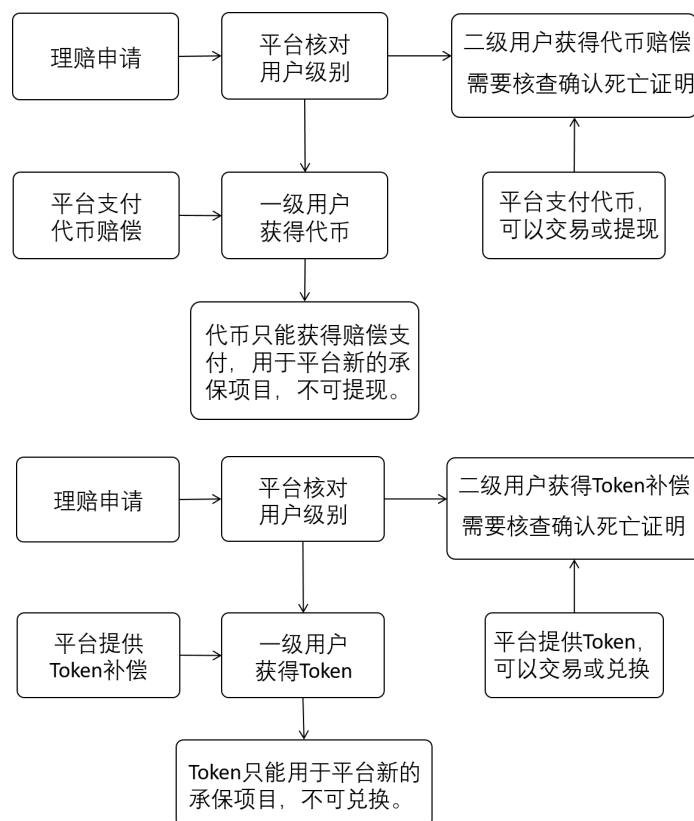 理赔申请
平台核对
用户级别
二级用户获得代币赔偿
需要核查确认死亡证明
平台支付
代币赔偿
一级用户
获得代币
平台支付代币，
可以交易或提现
代币只能获得赔偿支
付，用于平台新的承
保项目，不可提现。
理赔申请
平台核对
用户级别
二级用户获得Token补偿
需要核查确认死亡证明
平台提供
Token补偿
一级用户
获得Token
平台提供Token，
可以交易或兑换
Token只能用于平台新的
承保项目，不可兑换。